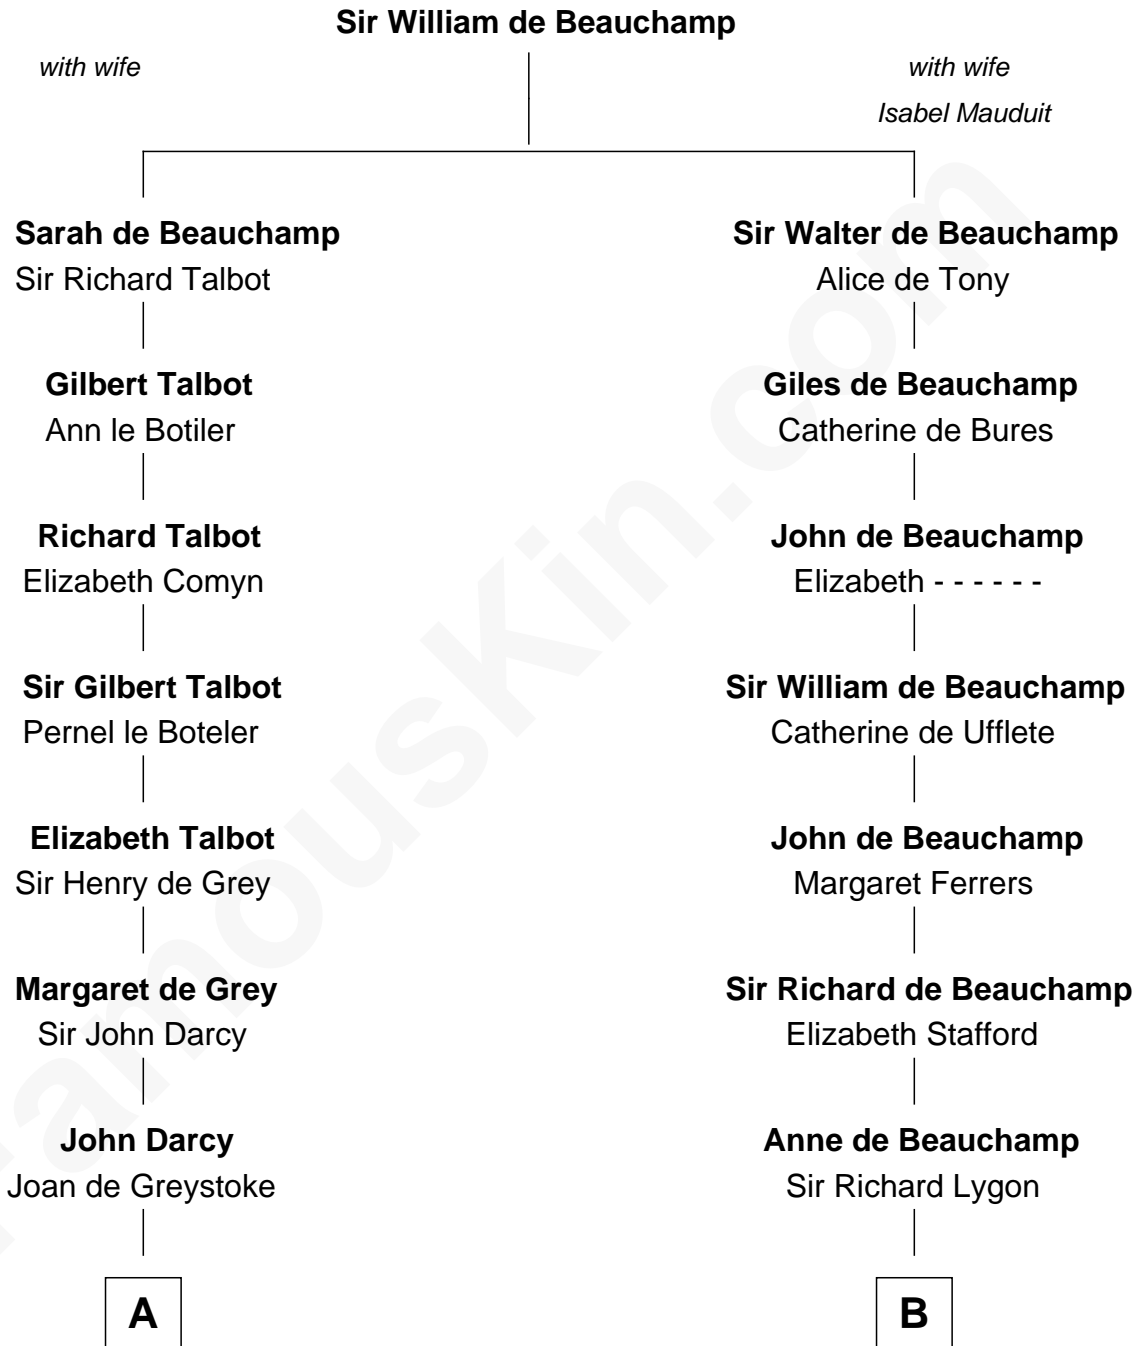 Sir William de Beauchamp
with wife
with wife
Isabel Mauduit
Sarah de Beauchamp
Sir Richard Talbot
Sir Walter de Beauchamp
Alice de Tony
Gilbert Talbot
Ann le Botiler
Giles de Beauchamp
Catherine de Bures
Richard Talbot
Elizabeth Comyn
John de Beauchamp
Elizabeth - - - - - -
Sir Gilbert Talbot
Pernel le Boteler
Sir William de Beauchamp
Catherine de Ufflete
Elizabeth Talbot
Sir Henry de Grey
John de Beauchamp
Margaret Ferrers
Margaret de Grey
Sir John Darcy
Sir Richard de Beauchamp
Elizabeth Stafford
John Darcy
Joan de Greystoke
Anne de Beauchamp
Sir Richard Lygon
A
B
FamousKin.com